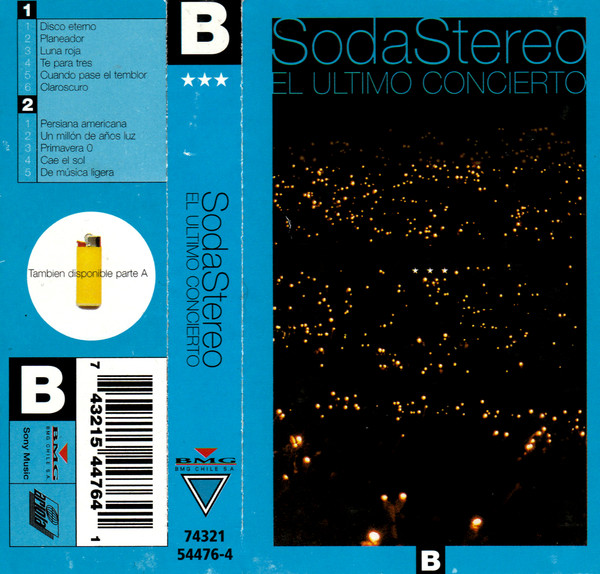 1
1 Disco eterno
2 Planeador
3 Luna roja
4 Te para tres
5 Cuando pase el temblor
6 Claroscuro
2
1 Persiana americana
2 Un millón de años luz
3 Primavera 0
4 Cae el sol
5 De música ligera
Tambien disponible parte A
B
BMG
BMG CHILE S.A.
Sony Music
ariola
7 43215 44764 1
B
SodaStereo
EL ULTIMO CONCIERTO
BMG
BMG CHILE S.A
74321
54476-4
SodaStereo
EL ULTIMO CONCIERTO
B